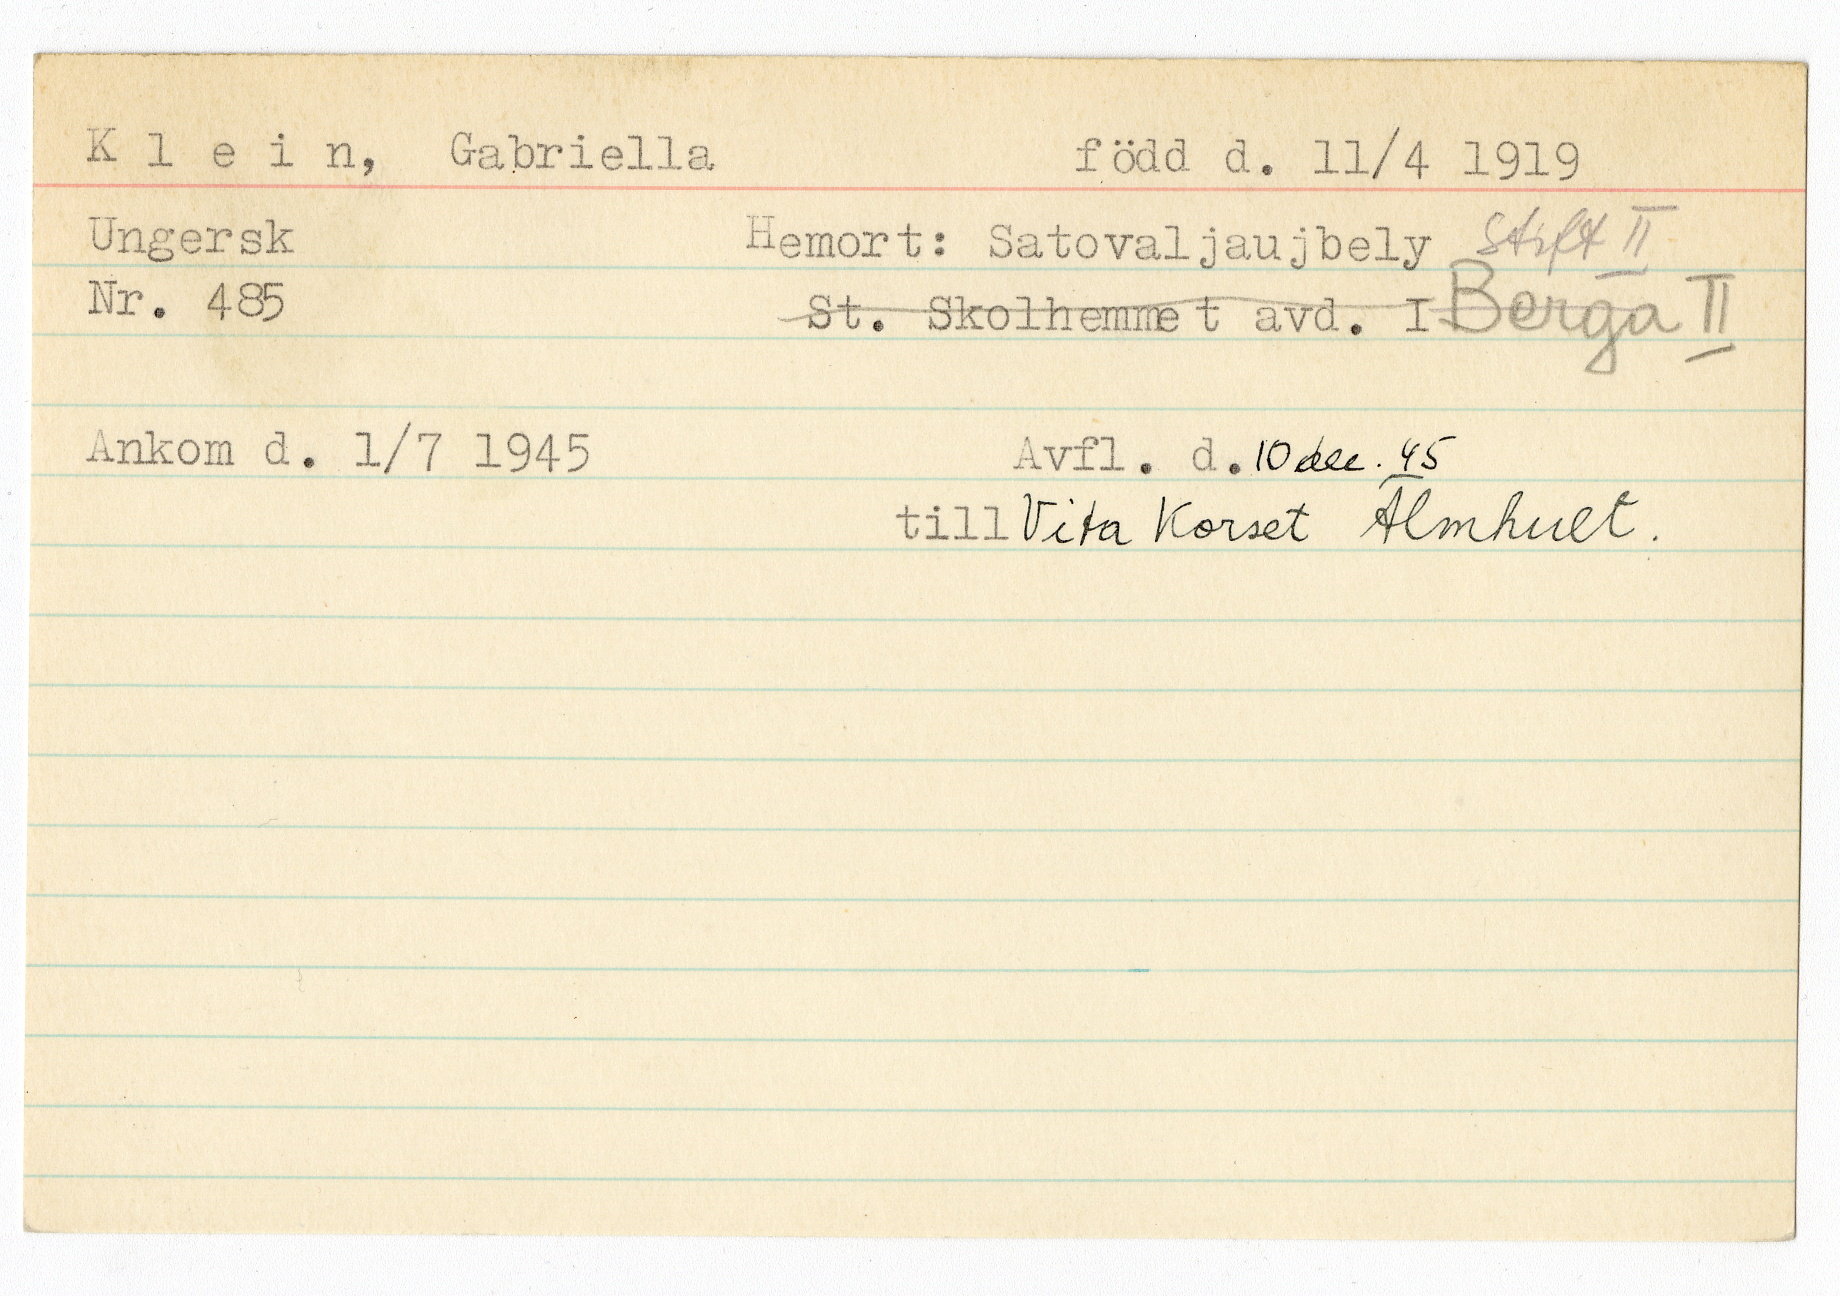 K l e i n, Gabriella född d. 11/4 1919
Ungersk Hemort: Satovaljaujbely Stift II
Nr. 485 St. Skolhemmet avd. I Berga II
Ankom d. 1/7 1945 Avfl. d. 10 dec. 45
till Vita Korset Älmhult.